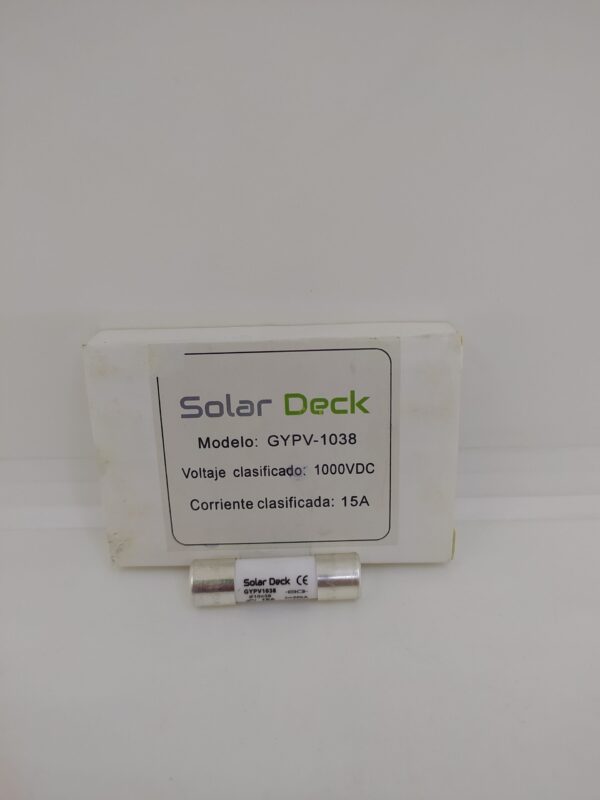 Solar Deck
Modelo: GYPV-1038
Voltaje clasificado: 1000VDC
Corriente clasificada: 15A
Solar Deck CE
GYPV1038